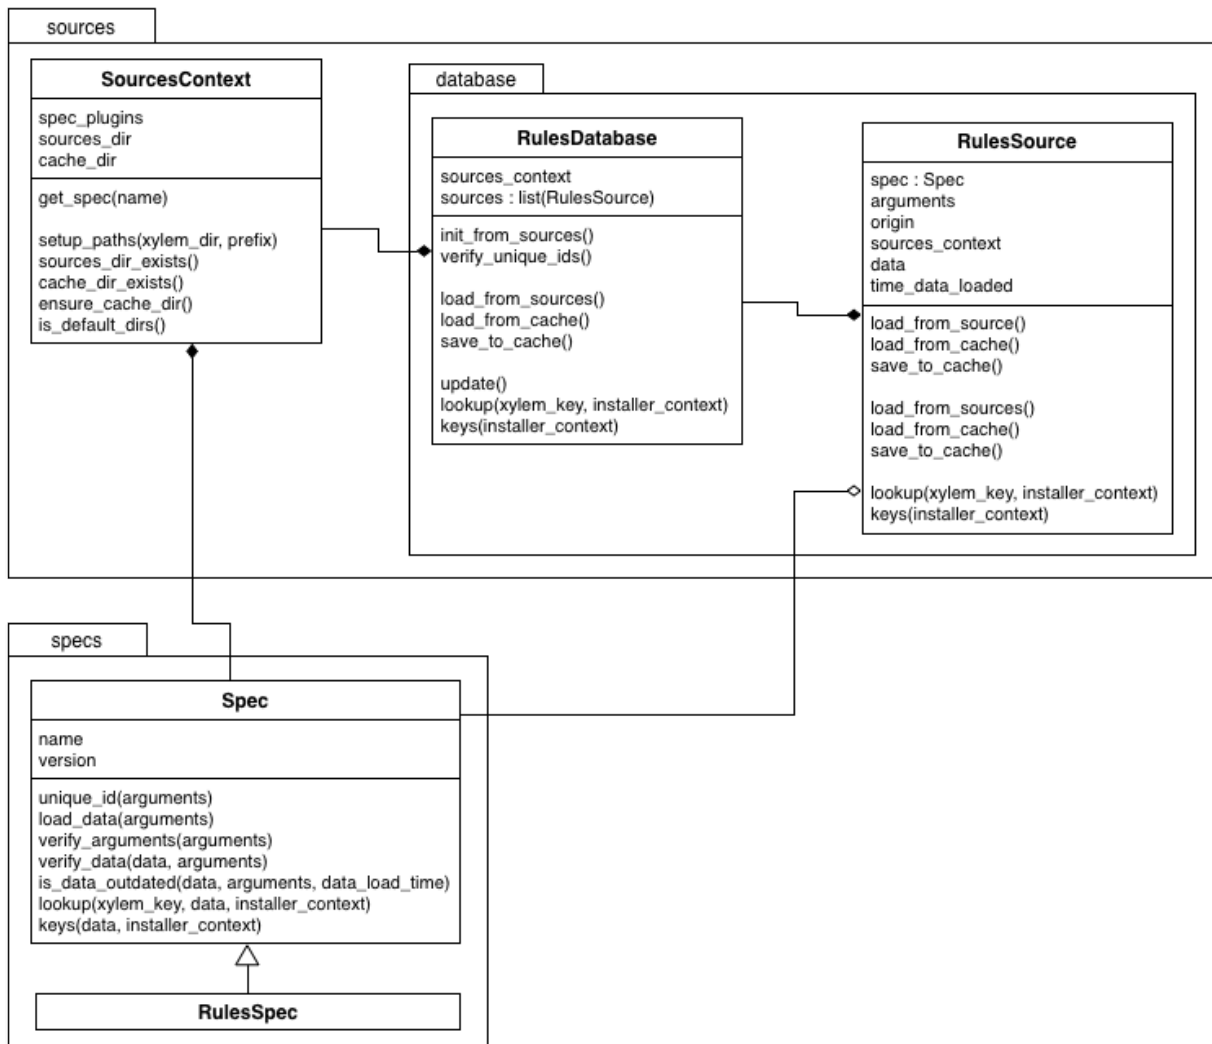 sources
SourcesContext
spec_plugins
sources_dir
cache_dir
get_spec(name)
setup_paths(xylem_dir, prefix)
sources_dir_exists()
cache_dir_exists()
ensure_cache_dir()
is_default_dirs()
database
RulesDatabase
sources_context
sources : list(RulesSource)
init_from_sources()
verify_unique_ids()
load_from_sources()
load_from_cache()
save_to_cache()
update()
lookup(xylem_key, installer_context)
keys(installer_context)
RulesSource
spec : Spec
arguments
origin
sources_context
data
time_data_loaded
load_from_source()
load_from_cache()
save_to_cache()
load_from_sources()
load_from_cache()
save_to_cache()
lookup(xylem_key, installer_context)
keys(installer_context)
specs
Spec
name
version
unique_id(arguments)
load_data(arguments)
verify_arguments(arguments)
verify_data(data, arguments)
is_data_outdated(data, arguments, data_load_time)
lookup(xylem_key, data, installer_context)
keys(data, installer_context)
RulesSpec